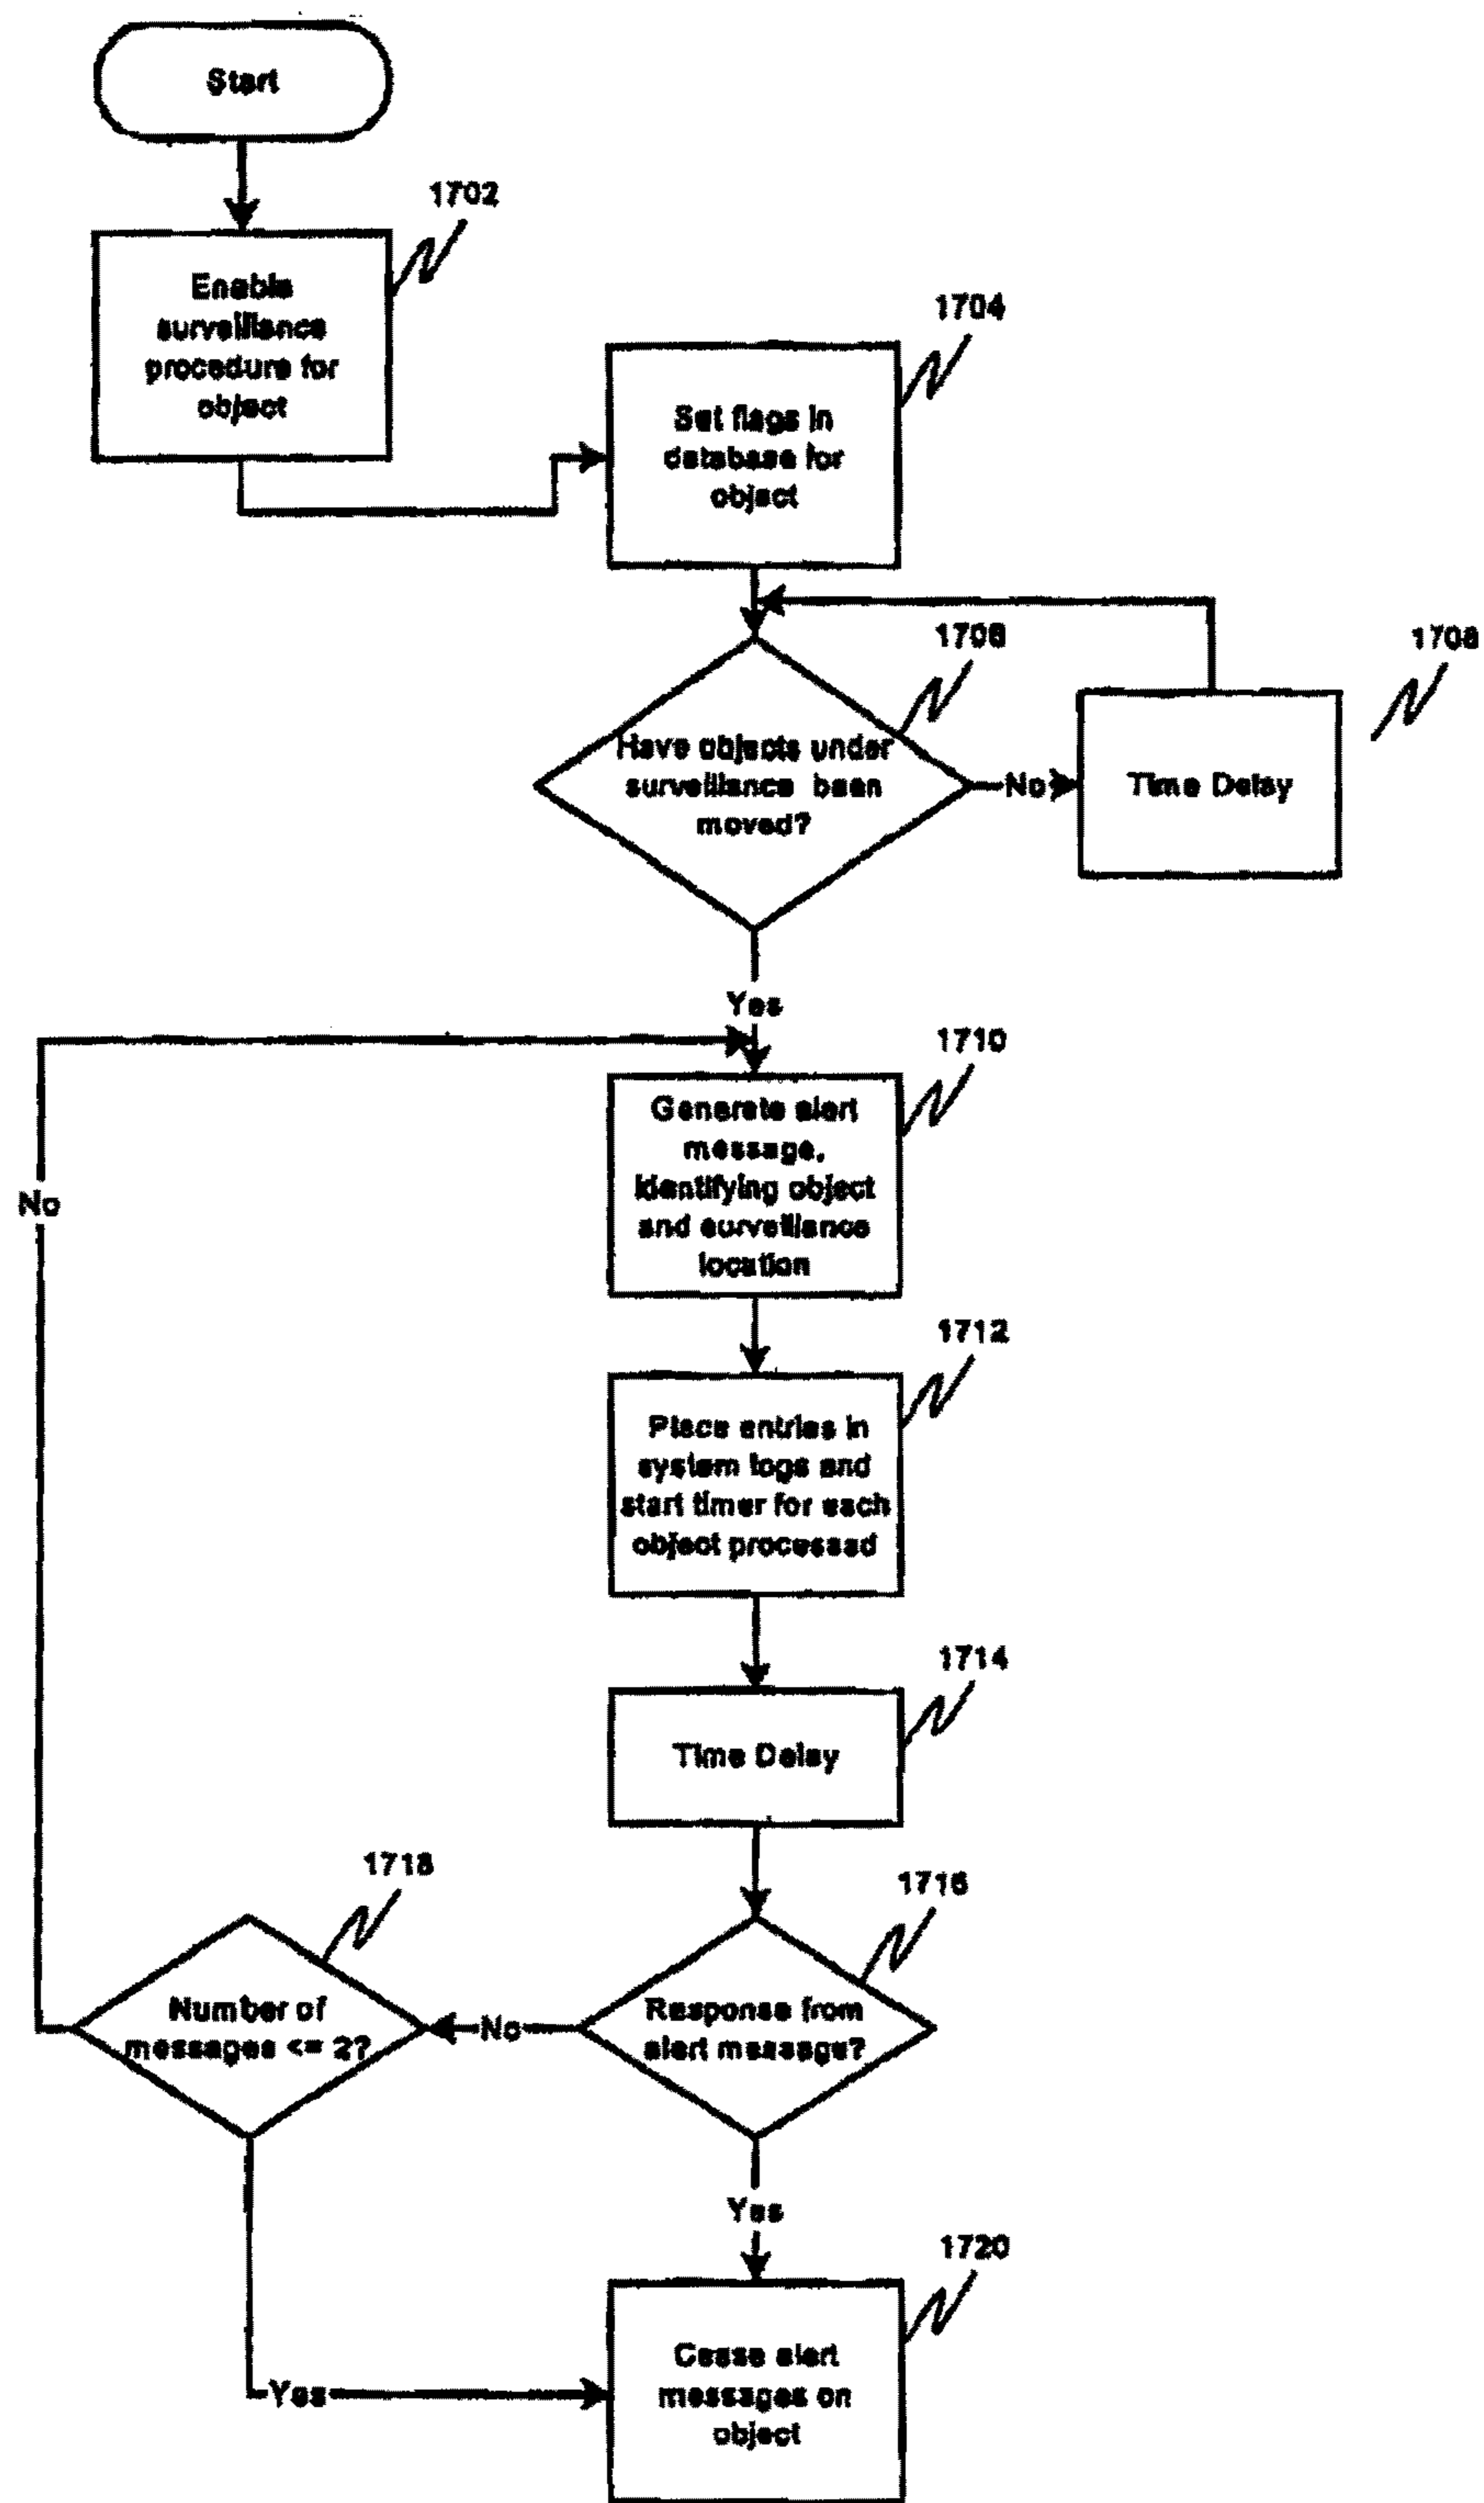 Start
1702
Enable
surveillance
procedure for
object
1704
Set flags in
database for
object
1706
Have objects under
surveillance been
moved?
No
1708
Time Delay
Yes
1710
Generate alert
message,
identifying object
and surveillance
location
No
1712
Place entries in
system logs and
start timer for each
object processed
1714
Time Delay
1716
Response from
alert message?
No
1718
Number of
messages <= 2?
Yes
1720
Cease alert
messages on
object
Yes